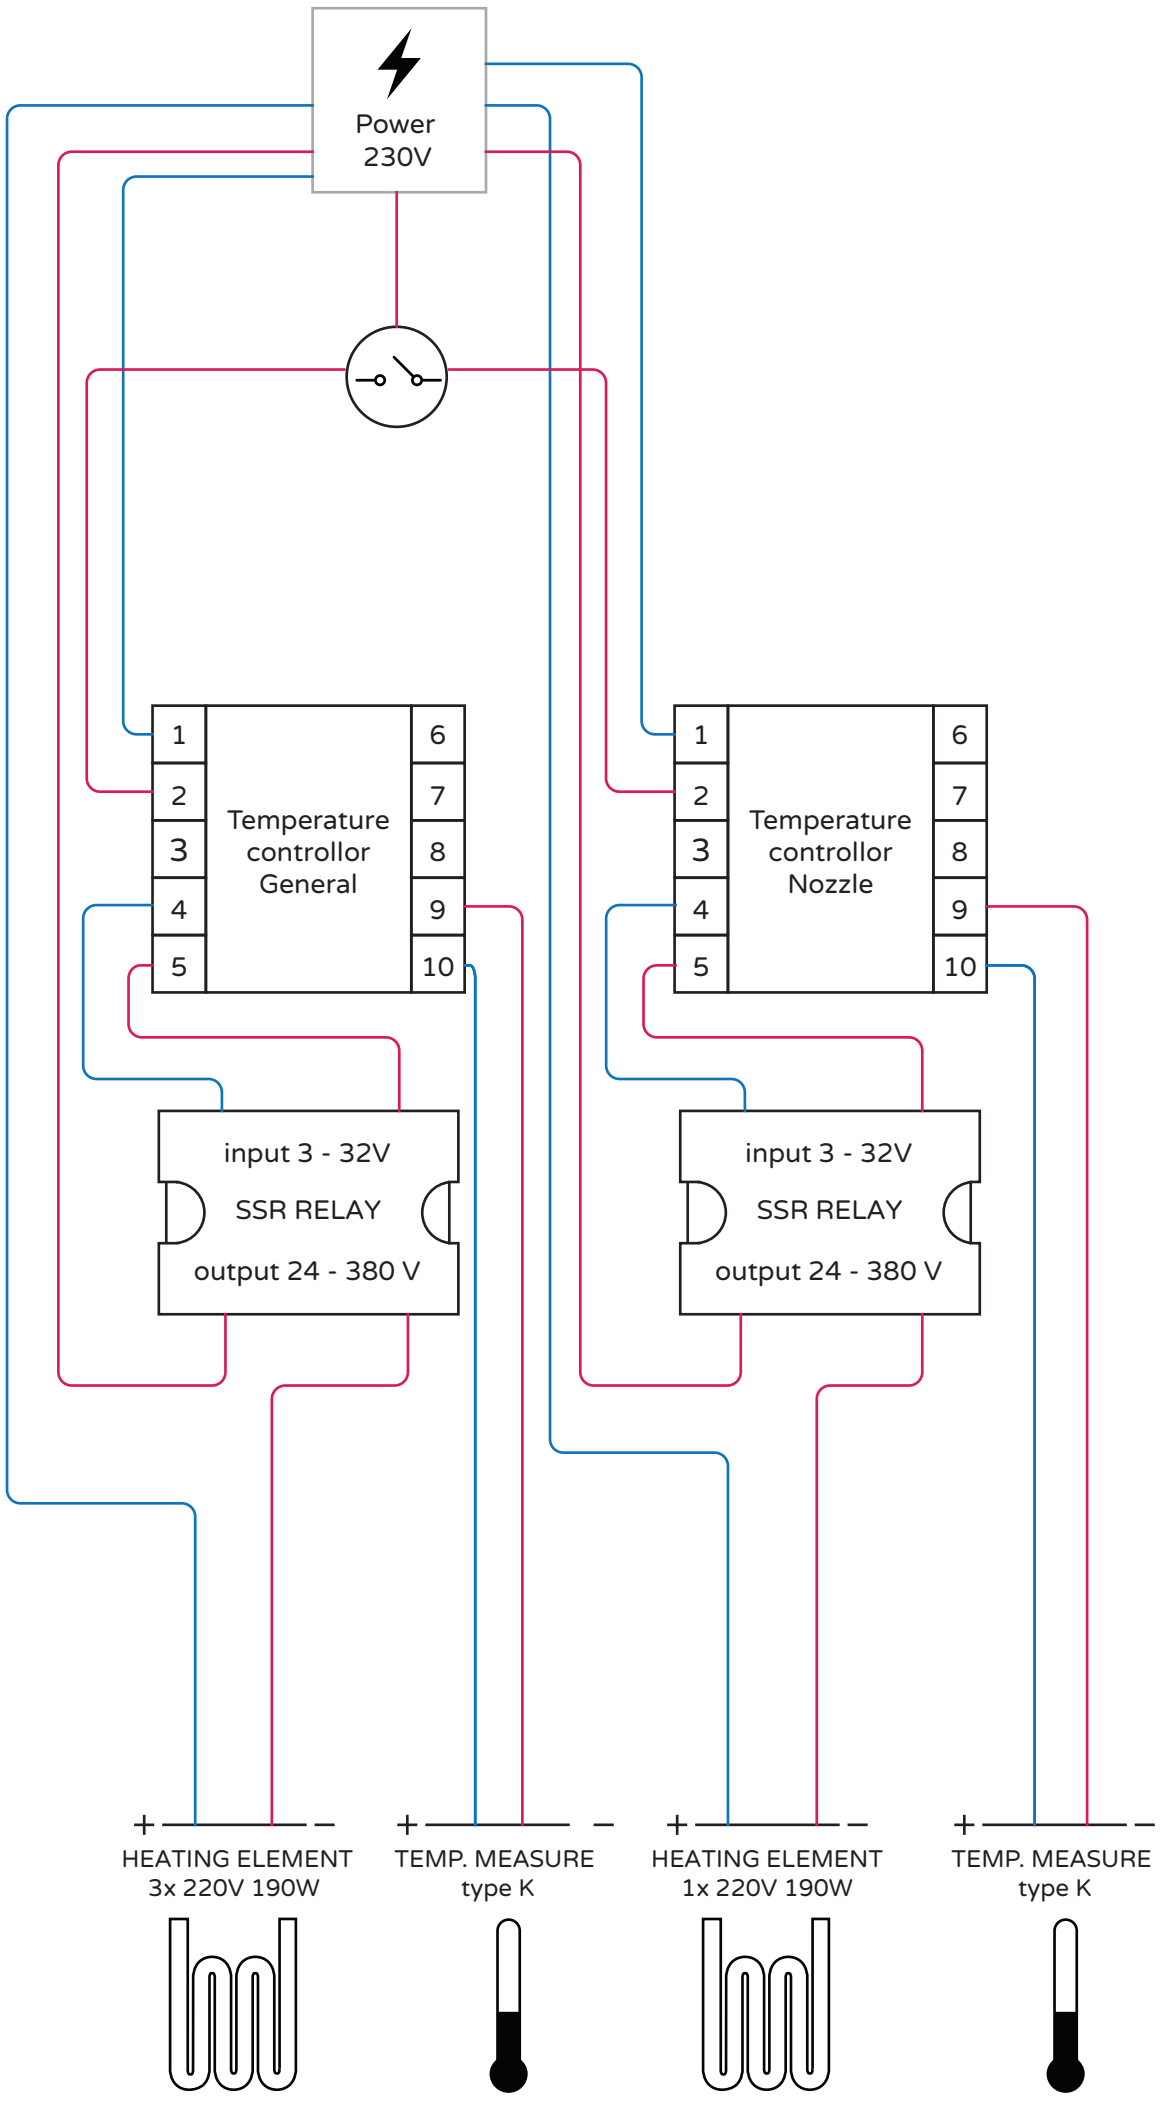 Power
230V
1
2
3
4
5
Temperature
controllor
General
6
7
8
9
10
1
2
3
4
5
Temperature
controllor
Nozzle
6
7
8
9
10
input 3 - 32V
SSR RELAY
output 24 - 380 V
input 3 - 32V
SSR RELAY
output 24 - 380 V
+ −
HEATING ELEMENT
3x 220V 190W
+ −
TEMP. MEASURE
type K
+ −
HEATING ELEMENT
1x 220V 190W
+ −
TEMP. MEASURE
type K